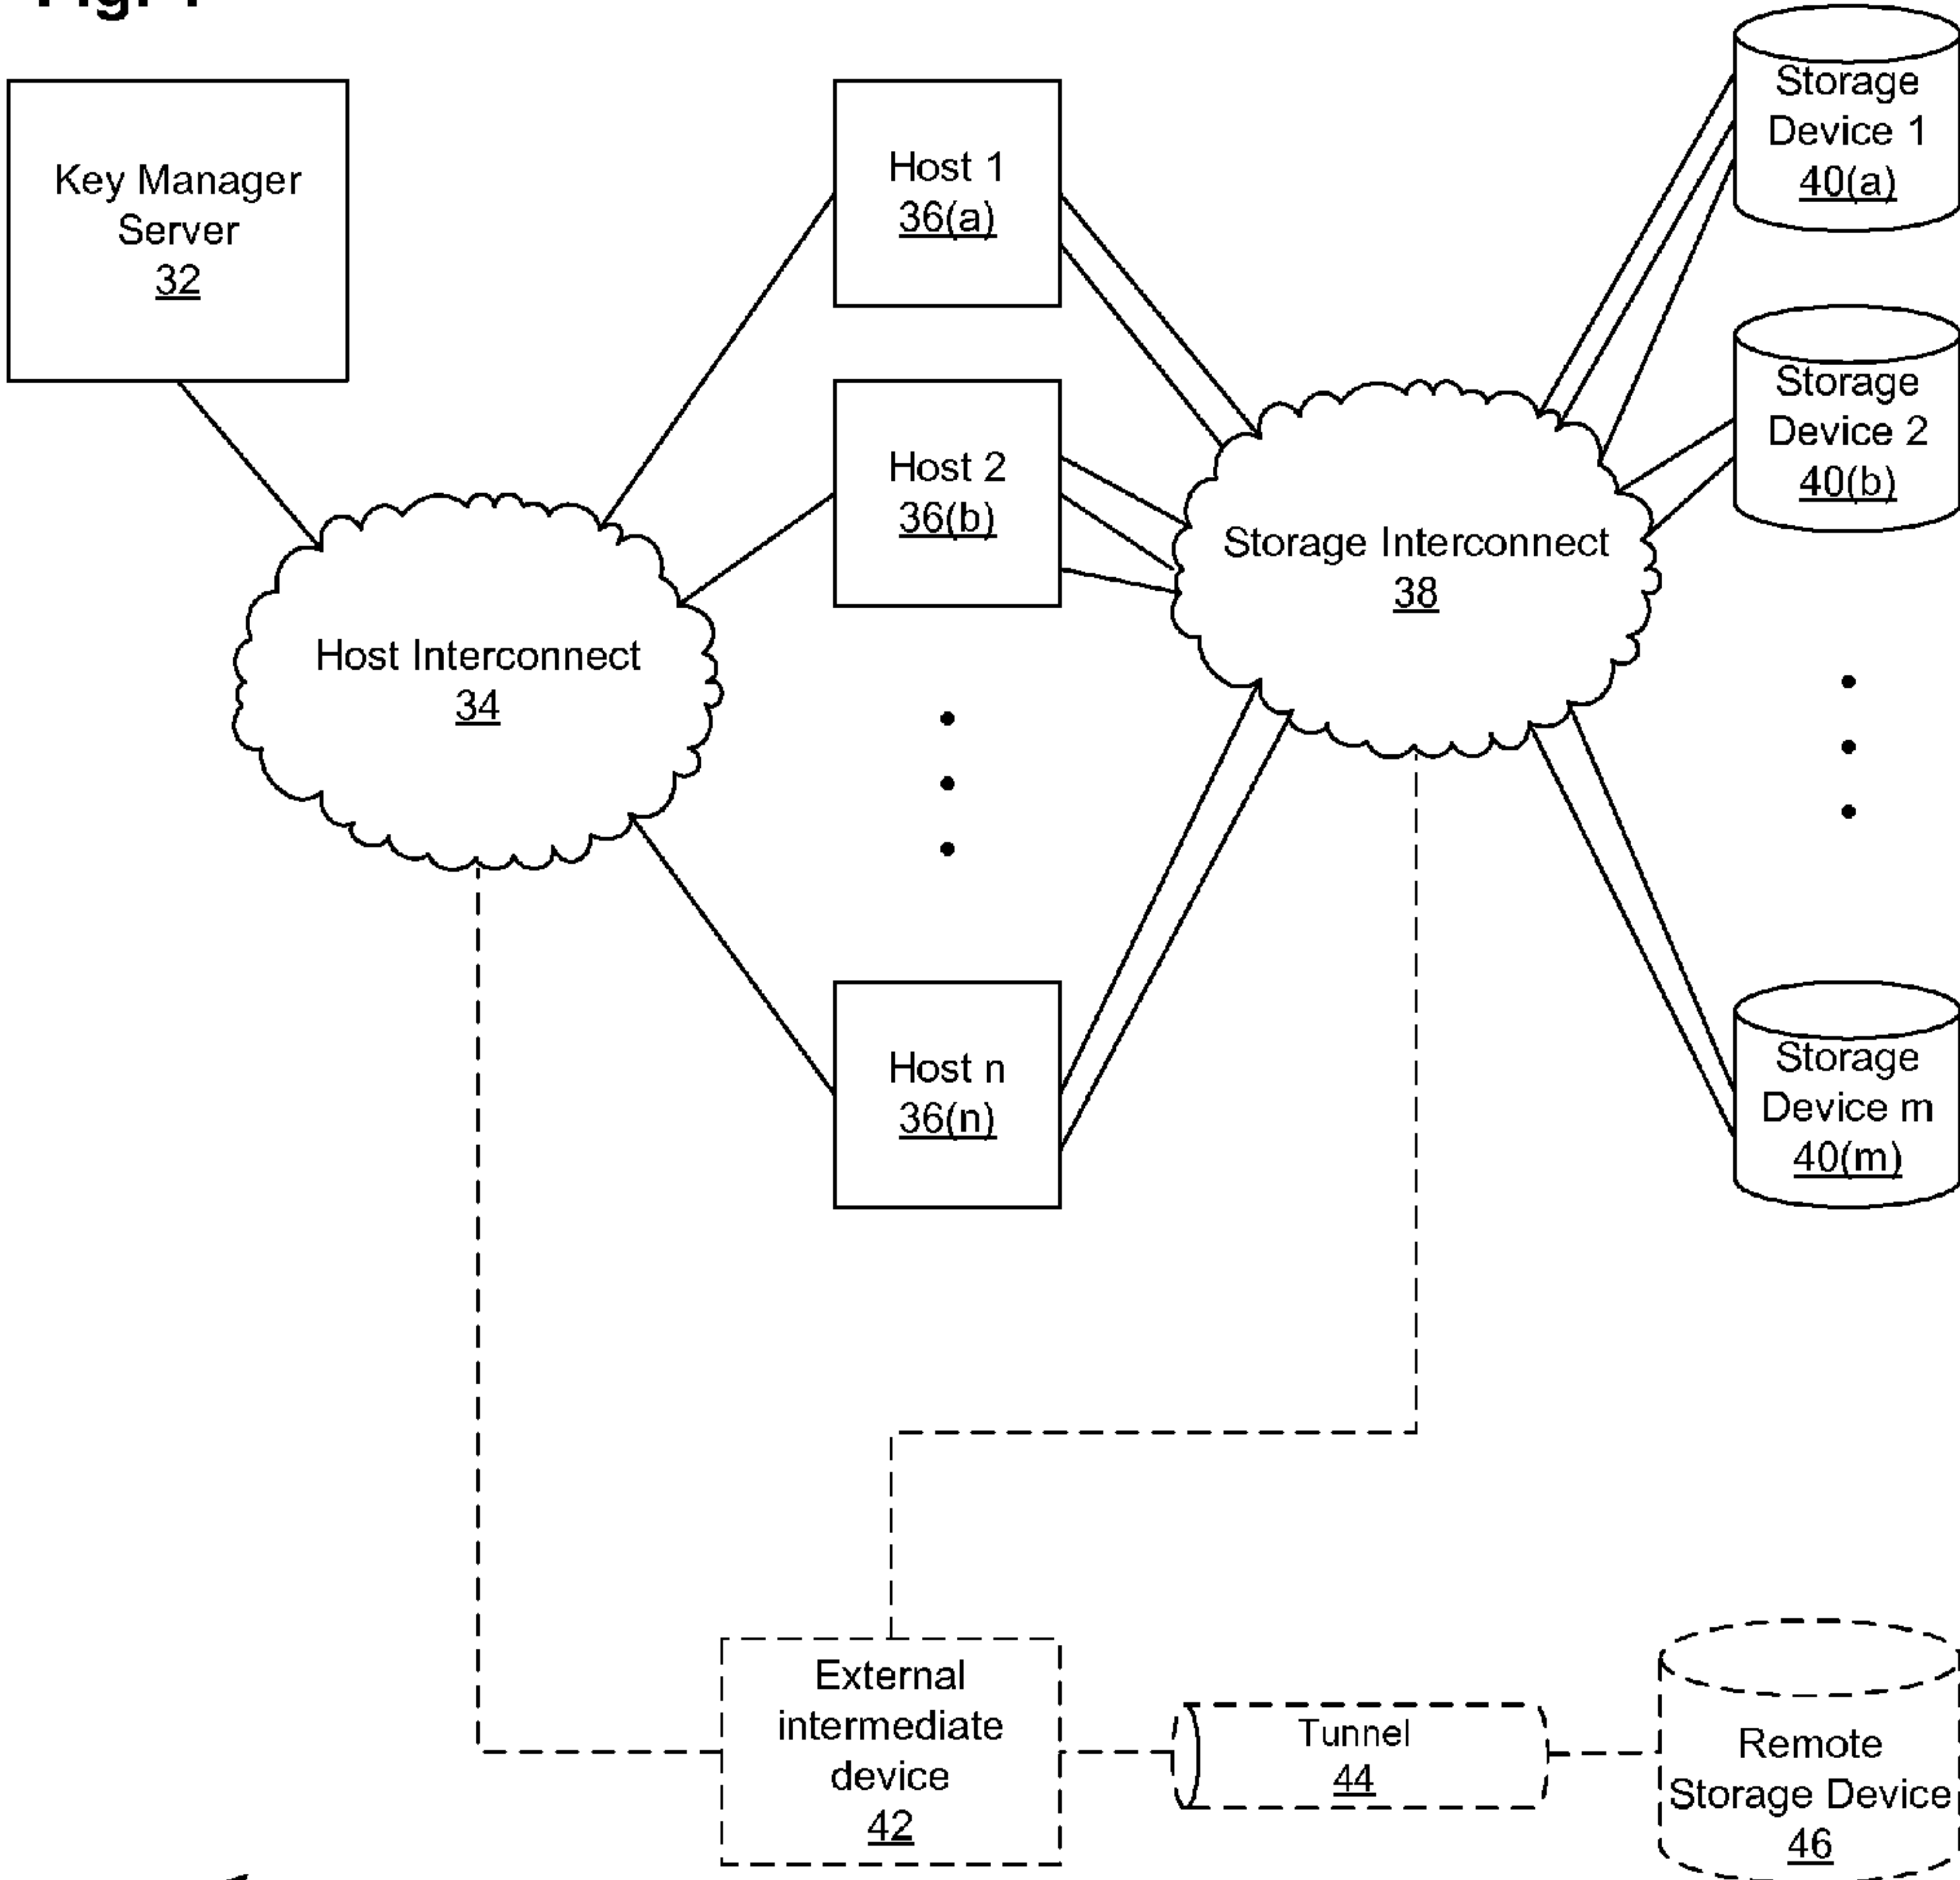 Key Manager
Server
32
Host 1
36(a)
Storage
Device 1
40(a)
Host 2
36(b)
Storage
Device 2
40(b)
Host Interconnect
34
Storage Interconnect
38
Host n
36(n)
Storage
Device m
40(m)
External
intermediate
device
42
Tunnel
44
Remote
Storage Device
46